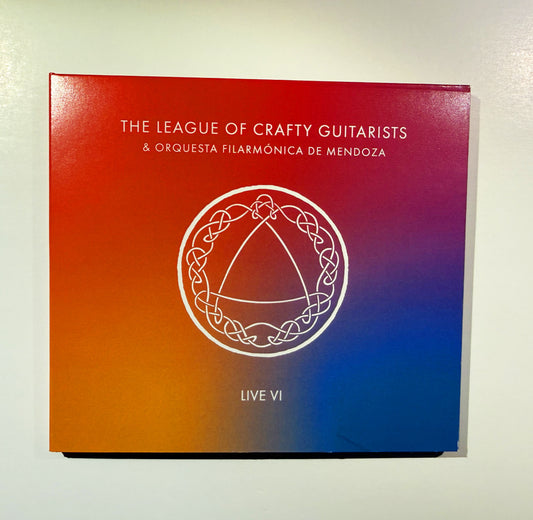 THE LEAGUE OF CRAFTY GUITARISTS
& ORQUESTA FILARMÓNICA DE MENDOZA
LIVE VI